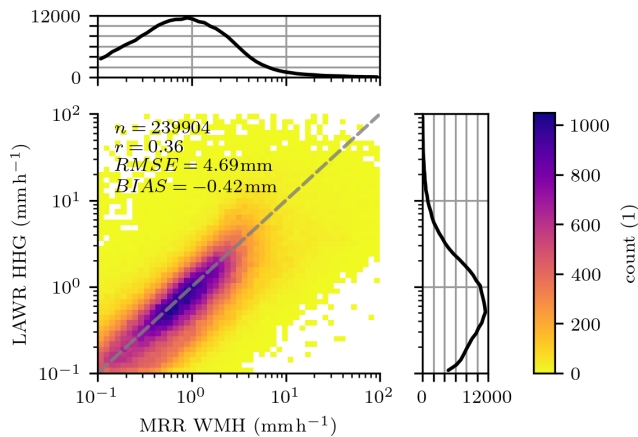 12000
0
10²
10¹
10⁰
10⁻¹
LAWR HHG (mm h⁻¹)
n = 239904
r = 0.36
RMSE = 4.69mm
BIAS = −0.42mm
10⁻¹ 10⁰ 10¹ 10²
MRR WMH (mm h⁻¹)
0 12000
1000
800
600
400
200
0
count (1)